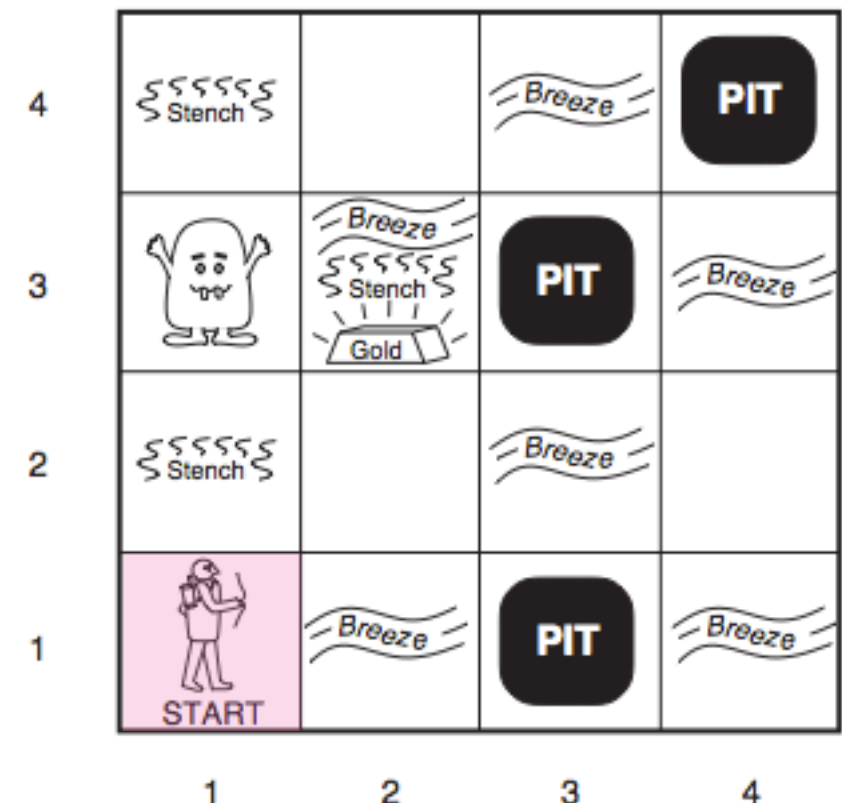 4
Stench
Breeze
PIT
3
Breeze
Stench
Gold
PIT
Breeze
2
Stench
Breeze
1
START
Breeze
PIT
Breeze
1 2 3 4